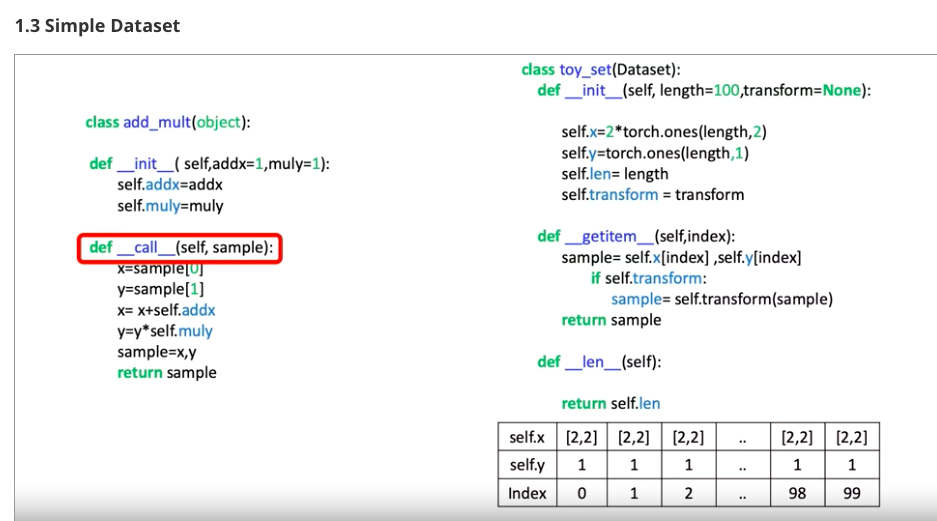 1.3 Simple Dataset
class add_mult(object):
def __init__( self,addx=1,muly=1):
self.addx=addx
self.muly=muly
def __call__(self, sample):
x=sample[0]
y=sample[1]
x= x+self.addx
y=y*self.muly
sample=x,y
return sample
class toy_set(Dataset):
def __init__(self, length=100,transform=None):
self.x=2*torch.ones(length,2)
self.y=torch.ones(length,1)
self.len= length
self.transform = transform
def __getitem__(self,index):
sample= self.x[index] ,self.y[index]
if self.transform:
sample= self.transform(sample)
return sample
def __len__(self):
return self.len
self.x [2,2] [2,2] [2,2] .. [2,2] [2,2]
self.y 1 1 1 .. 1 1
Index 0 1 2 .. 98 99